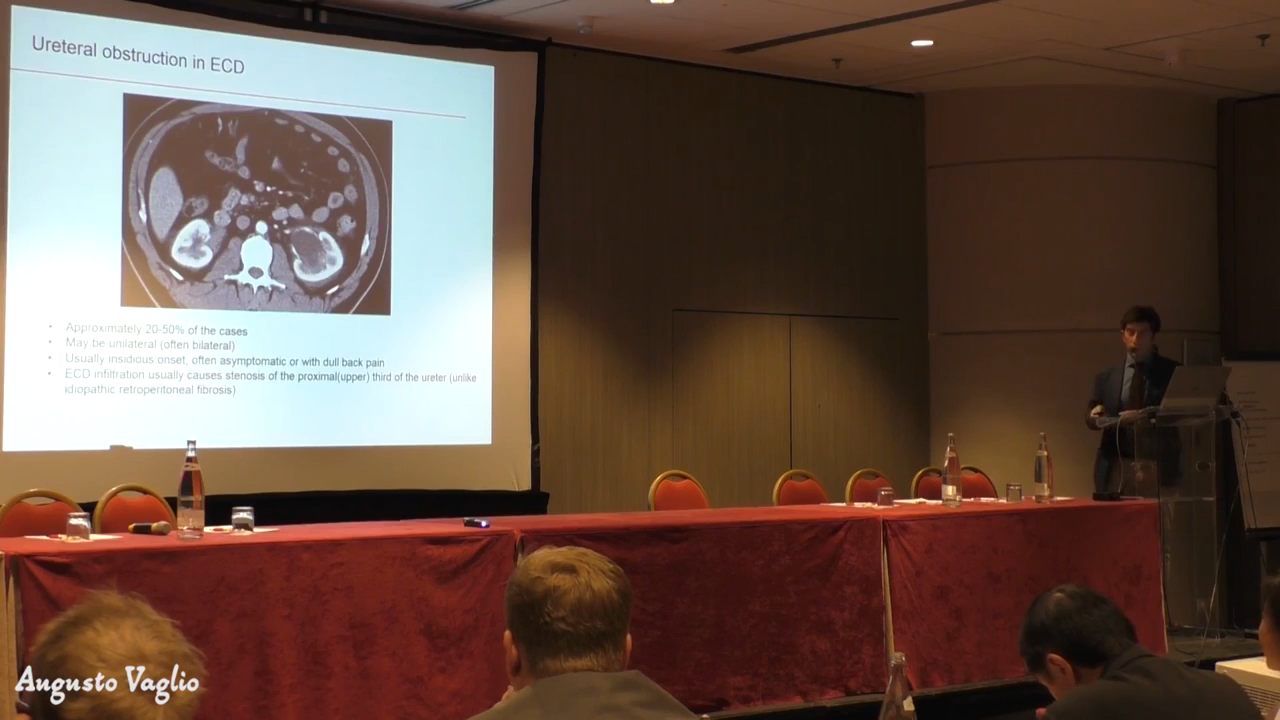 Ureteral obstruction in ECD
• Approximately 20-50% of the cases
• May be unilateral (often bilateral)
• Usually insidious onset, often asymptomatic or with dull back pain
• ECD infiltration usually causes stenosis of the proximal(upper) third of the ureter (unlike
idiopathic retroperitoneal fibrosis)
Augusto Vaglio